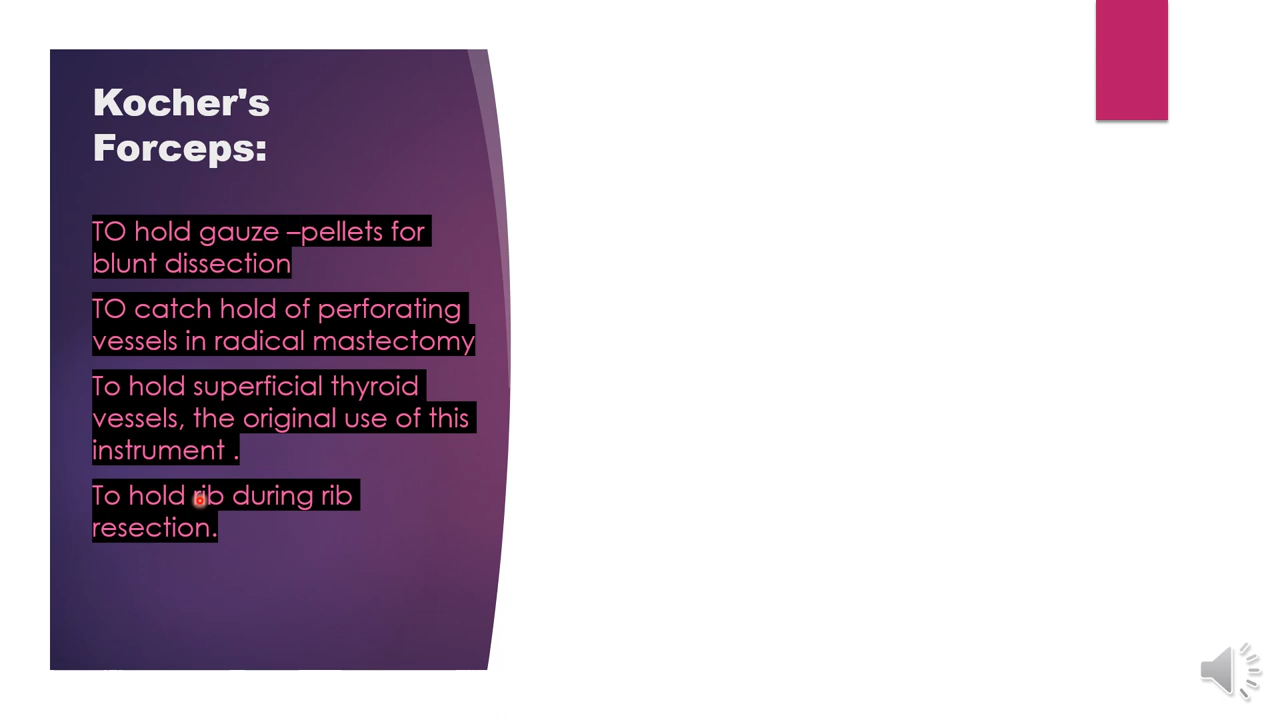 Kocher's
Forceps:
TO hold gauze –pellets for
blunt dissection
TO catch hold of perforating
vessels in radical mastectomy
To hold superficial thyroid
vessels, the original use of this
instrument .
To hold rib during rib
resection.